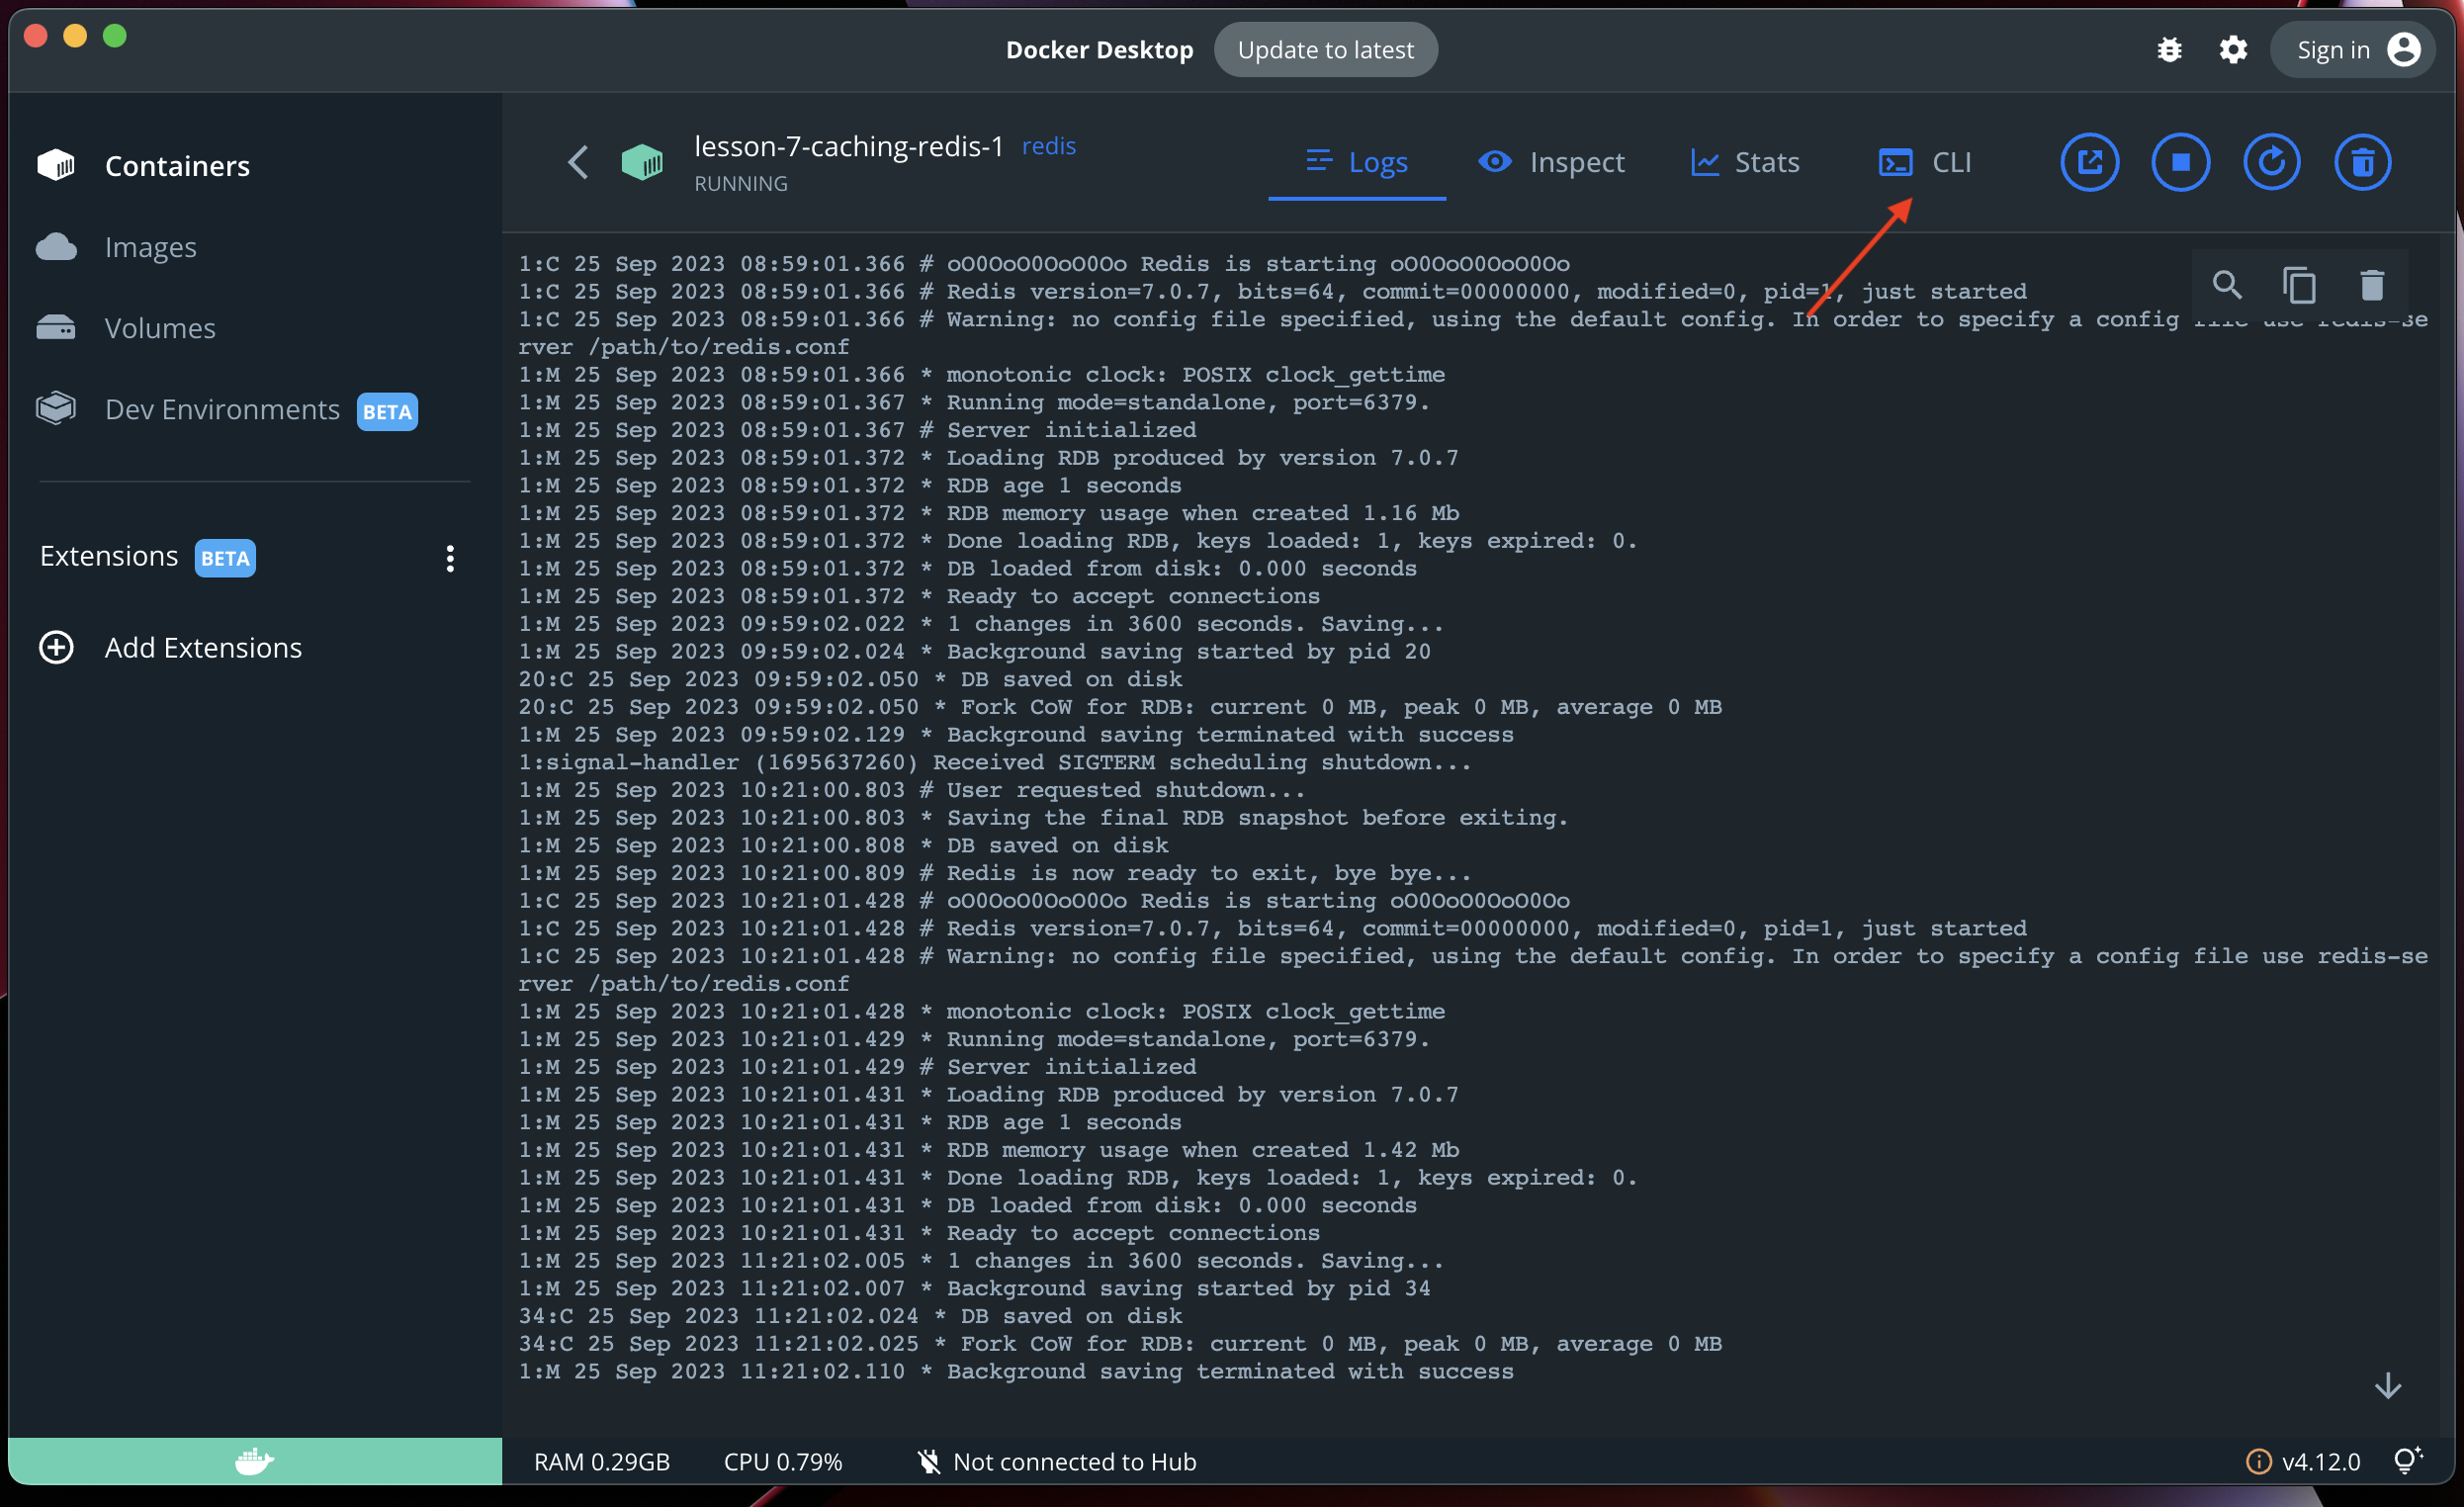 Docker Desktop Update to latest Sign in
Containers
Images
Volumes
Dev Environments BETA
Extensions BETA
Add Extensions
lesson-7-caching-redis-1 redis
RUNNING
Logs Inspect Stats CLI
1:C 25 Sep 2023 08:59:01.366 # oO0OoO0OoO0Oo Redis is starting oO0OoO0OoO0Oo
1:C 25 Sep 2023 08:59:01.366 # Redis version=7.0.7, bits=64, commit=00000000, modified=0, pid=1, just started
1:C 25 Sep 2023 08:59:01.366 # Warning: no config file specified, using the default config. In order to specify a config file use redis-se
rver /path/to/redis.conf
1:M 25 Sep 2023 08:59:01.366 * monotonic clock: POSIX clock_gettime
1:M 25 Sep 2023 08:59:01.367 * Running mode=standalone, port=6379.
1:M 25 Sep 2023 08:59:01.367 # Server initialized
1:M 25 Sep 2023 08:59:01.372 * Loading RDB produced by version 7.0.7
1:M 25 Sep 2023 08:59:01.372 * RDB age 1 seconds
1:M 25 Sep 2023 08:59:01.372 * RDB memory usage when created 1.16 Mb
1:M 25 Sep 2023 08:59:01.372 * Done loading RDB, keys loaded: 1, keys expired: 0.
1:M 25 Sep 2023 08:59:01.372 * DB loaded from disk: 0.000 seconds
1:M 25 Sep 2023 08:59:01.372 * Ready to accept connections
1:M 25 Sep 2023 09:59:02.022 * 1 changes in 3600 seconds. Saving...
1:M 25 Sep 2023 09:59:02.024 * Background saving started by pid 20
20:C 25 Sep 2023 09:59:02.050 * DB saved on disk
20:C 25 Sep 2023 09:59:02.050 * Fork CoW for RDB: current 0 MB, peak 0 MB, average 0 MB
1:M 25 Sep 2023 09:59:02.129 * Background saving terminated with success
1:signal-handler (1695637260) Received SIGTERM scheduling shutdown...
1:M 25 Sep 2023 10:21:00.803 # User requested shutdown...
1:M 25 Sep 2023 10:21:00.803 * Saving the final RDB snapshot before exiting.
1:M 25 Sep 2023 10:21:00.808 * DB saved on disk
1:M 25 Sep 2023 10:21:00.809 # Redis is now ready to exit, bye bye...
1:C 25 Sep 2023 10:21:01.428 # oO0OoO0OoO0Oo Redis is starting oO0OoO0OoO0Oo
1:C 25 Sep 2023 10:21:01.428 # Redis version=7.0.7, bits=64, commit=00000000, modified=0, pid=1, just started
1:C 25 Sep 2023 10:21:01.428 # Warning: no config file specified, using the default config. In order to specify a config file use redis-se
rver /path/to/redis.conf
1:M 25 Sep 2023 10:21:01.428 * monotonic clock: POSIX clock_gettime
1:M 25 Sep 2023 10:21:01.429 * Running mode=standalone, port=6379.
1:M 25 Sep 2023 10:21:01.429 # Server initialized
1:M 25 Sep 2023 10:21:01.431 * Loading RDB produced by version 7.0.7
1:M 25 Sep 2023 10:21:01.431 * RDB age 1 seconds
1:M 25 Sep 2023 10:21:01.431 * RDB memory usage when created 1.42 Mb
1:M 25 Sep 2023 10:21:01.431 * Done loading RDB, keys loaded: 1, keys expired: 0.
1:M 25 Sep 2023 10:21:01.431 * DB loaded from disk: 0.000 seconds
1:M 25 Sep 2023 10:21:01.431 * Ready to accept connections
1:M 25 Sep 2023 11:21:02.005 * 1 changes in 3600 seconds. Saving...
1:M 25 Sep 2023 11:21:02.007 * Background saving started by pid 34
34:C 25 Sep 2023 11:21:02.024 * DB saved on disk
34:C 25 Sep 2023 11:21:02.025 * Fork CoW for RDB: current 0 MB, peak 0 MB, average 0 MB
1:M 25 Sep 2023 11:21:02.110 * Background saving terminated with success
RAM 0.29GB CPU 0.79% Not connected to Hub v4.12.0